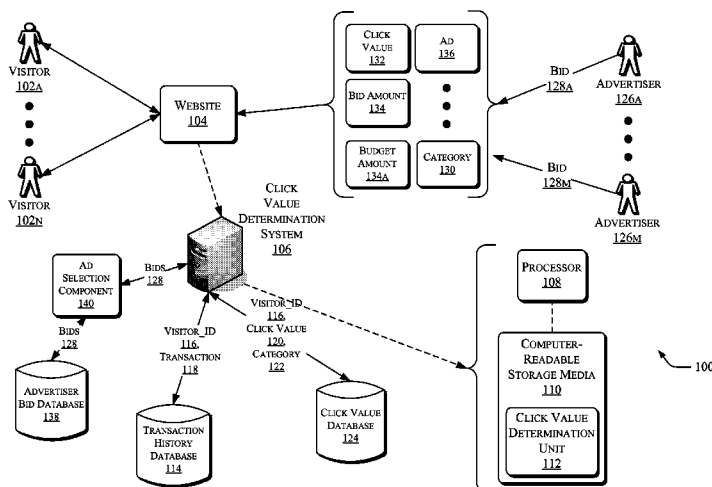 VISITOR
102A
VISITOR
102N
WEBSITE
104
CLICK
VALUE
132
AD
136
BID AMOUNT
134
BUDGET
AMOUNT
134A
CATEGORY
130
BID
128A
ADVERTISER
126A
BID
128M
ADVERTISER
126M
CLICK
VALUE
DETERMINATION
SYSTEM
106
AD
SELECTION
COMPONENT
140
BIDS
128
BIDS
128
ADVERTISER
BID DATABASE
138
VISITOR_ID
116,
TRANSACTION
118
TRANSACTION
HISTORY
DATABASE
114
VISITOR_ID
116,
CLICK VALUE
120,
CATEGORY
122
CLICK VALUE
DATABASE
124
PROCESSOR
108
COMPUTER-
READABLE
STORAGE MEDIA
110
CLICK VALUE
DETERMINATION
UNIT
112
100